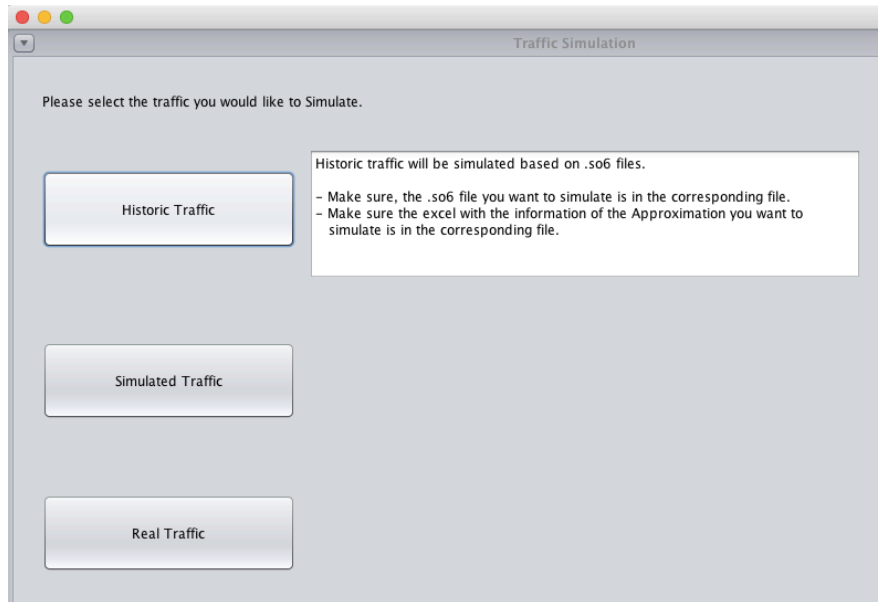 Traffic Simulation
Please select the traffic you would like to Simulate.
Historic Traffic
Historic traffic will be simulated based on .so6 files.
- Make sure, the .so6 file you want to simulate is in the corresponding file.
- Make sure the excel with the information of the Approximation you want to
simulate is in the corresponding file.
Simulated Traffic
Real Traffic